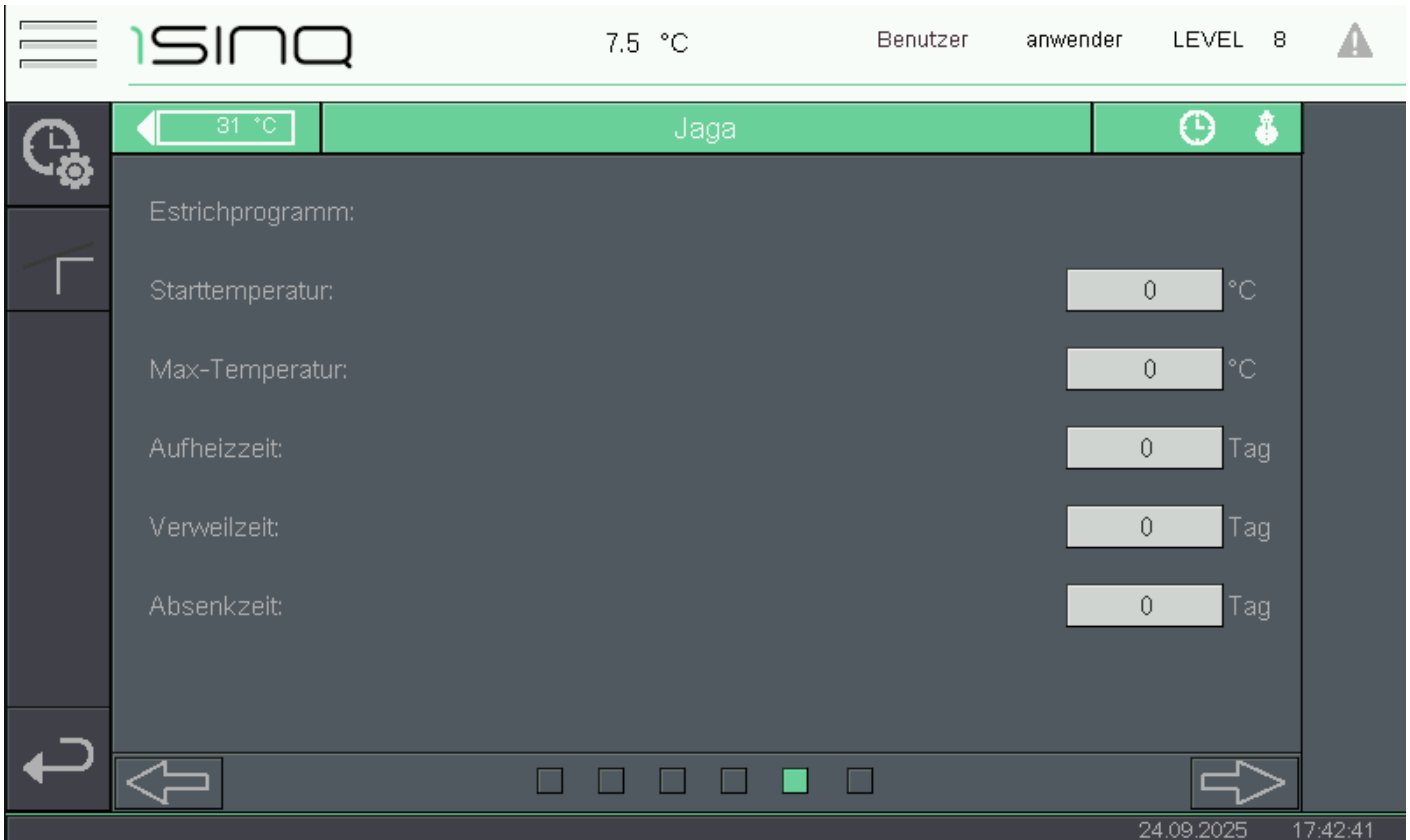 1SINQ 7.5 °C Benutzer anwender LEVEL 8
31 °C Jaga
Estrichprogramm:
Starttemperatur: 0 °C
Max-Temperatur: 0 °C
Aufheizzeit: 0 Tag
Verweilzeit: 0 Tag
Absenkzeit: 0 Tag
24.09.2025 17:42:41